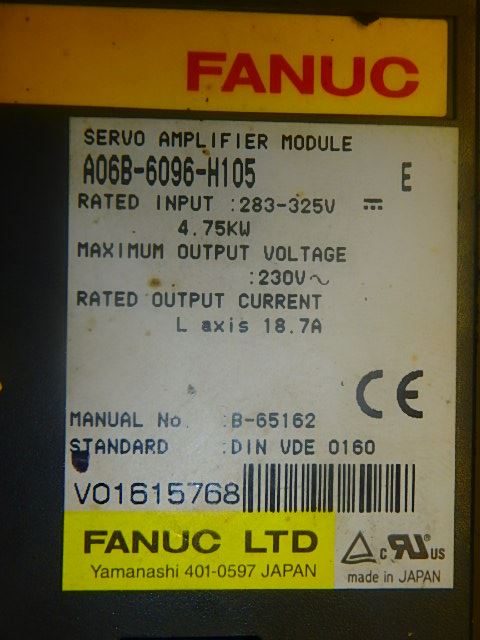 FANUC
SERVO AMPLIFIER MODULE
A06B-6096-H105 E
RATED INPUT :283-325V ⎓
4.75KW
MAXIMUM OUTPUT VOLTAGE
:230V~
RATED OUTPUT CURRENT
L axis 18.7A
CE
MANUAL No. :B-65162
STANDARD :DIN VDE 0160
V01615768
FANUC LTD
Yamanashi 401-0597 JAPAN
c RU® US
made in JAPAN